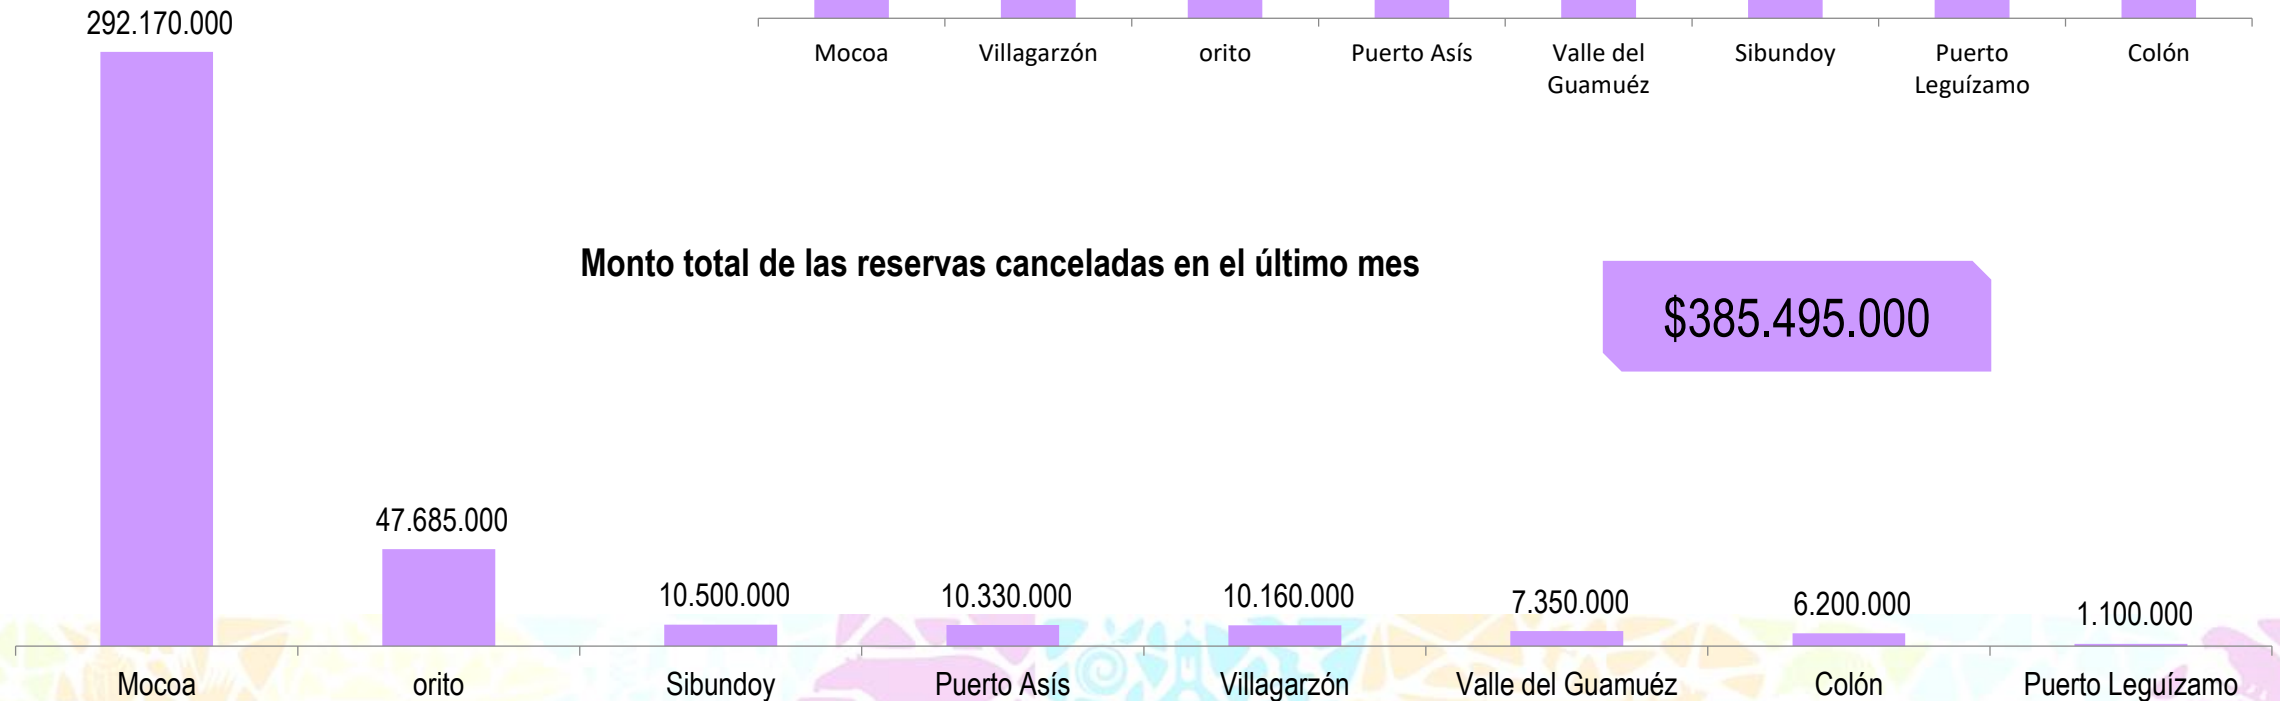 Mocoa
Villagarzón
orito
Puerto Asís
Valle del
Guamuéz
Sibundoy
Puerto
Leguízamo
Colón
Monto total de las reservas canceladas en el último mes
$385.495.000
292.170.000
47.685.000
10.500.000
10.330.000
10.160.000
7.350.000
6.200.000
1.100.000
Mocoa
orito
Sibundoy
Puerto Asís
Villagarzón
Valle del Guamuéz
Colón
Puerto Leguízamo